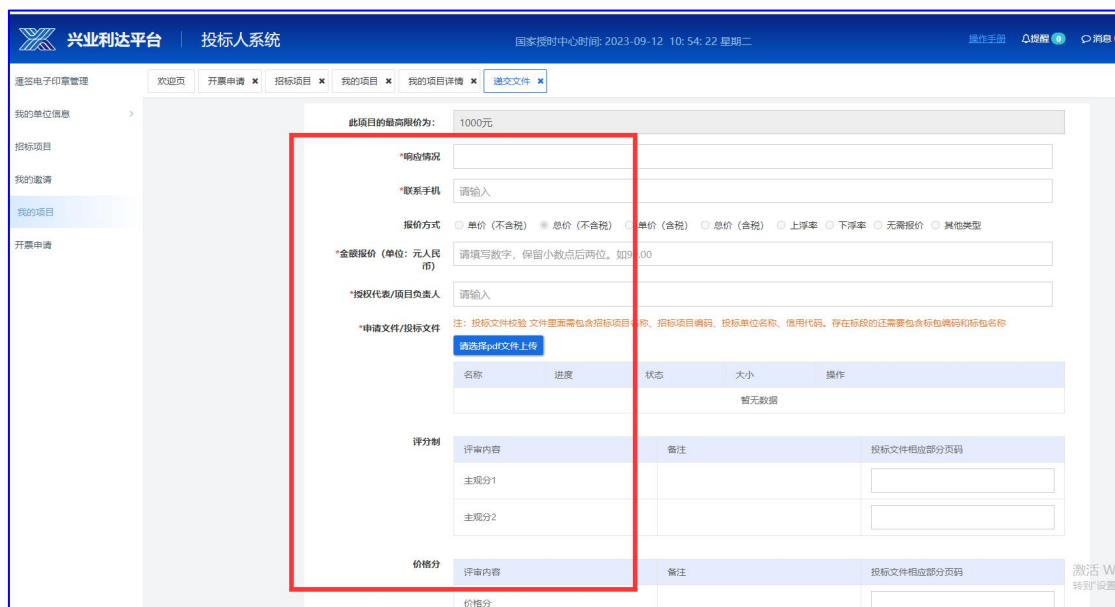 兴业利达平台 投标人系统 国家授时中心时间: 2023-09-12 10: 54: 22 星期二 操作手册 提醒 0 消息
欢迎页 开票申请 × 招标项目 × 我的项目 × 我的项目详情 × 递交文件 ×
签电子印章管理
我的单位信息 >
招标项目
我的邀请
我的项目
开票申请
此项目的最高限价为: 1000元
*响应情况
*联系手机 请输入
报价方式 单价（不含税） 总价（不含税） 单价（含税） 总价（含税） 上浮率 下浮率 无需报价 其他类型
*金额报价（单位：元人民 请填写数字，保留小数点后两位。如9 .00
币）
*授权代表/项目负责人 请输入
*申请文件/投标文件 注：投标文件校验 文件里面需包含招标项目名称、招标项目编码、投标单位名称、信用代码。存在标段的还需要包含标包编码和标包名称
请选择pdf文件上传
名称 进度 状态 大小 操作
暂无数据
评分制 评审内容 备注 投标文件相应部分页码
主观分1
主观分2
价格分 评审内容 备注 投标文件相应部分页码
价格分
激活 W
转到"设置